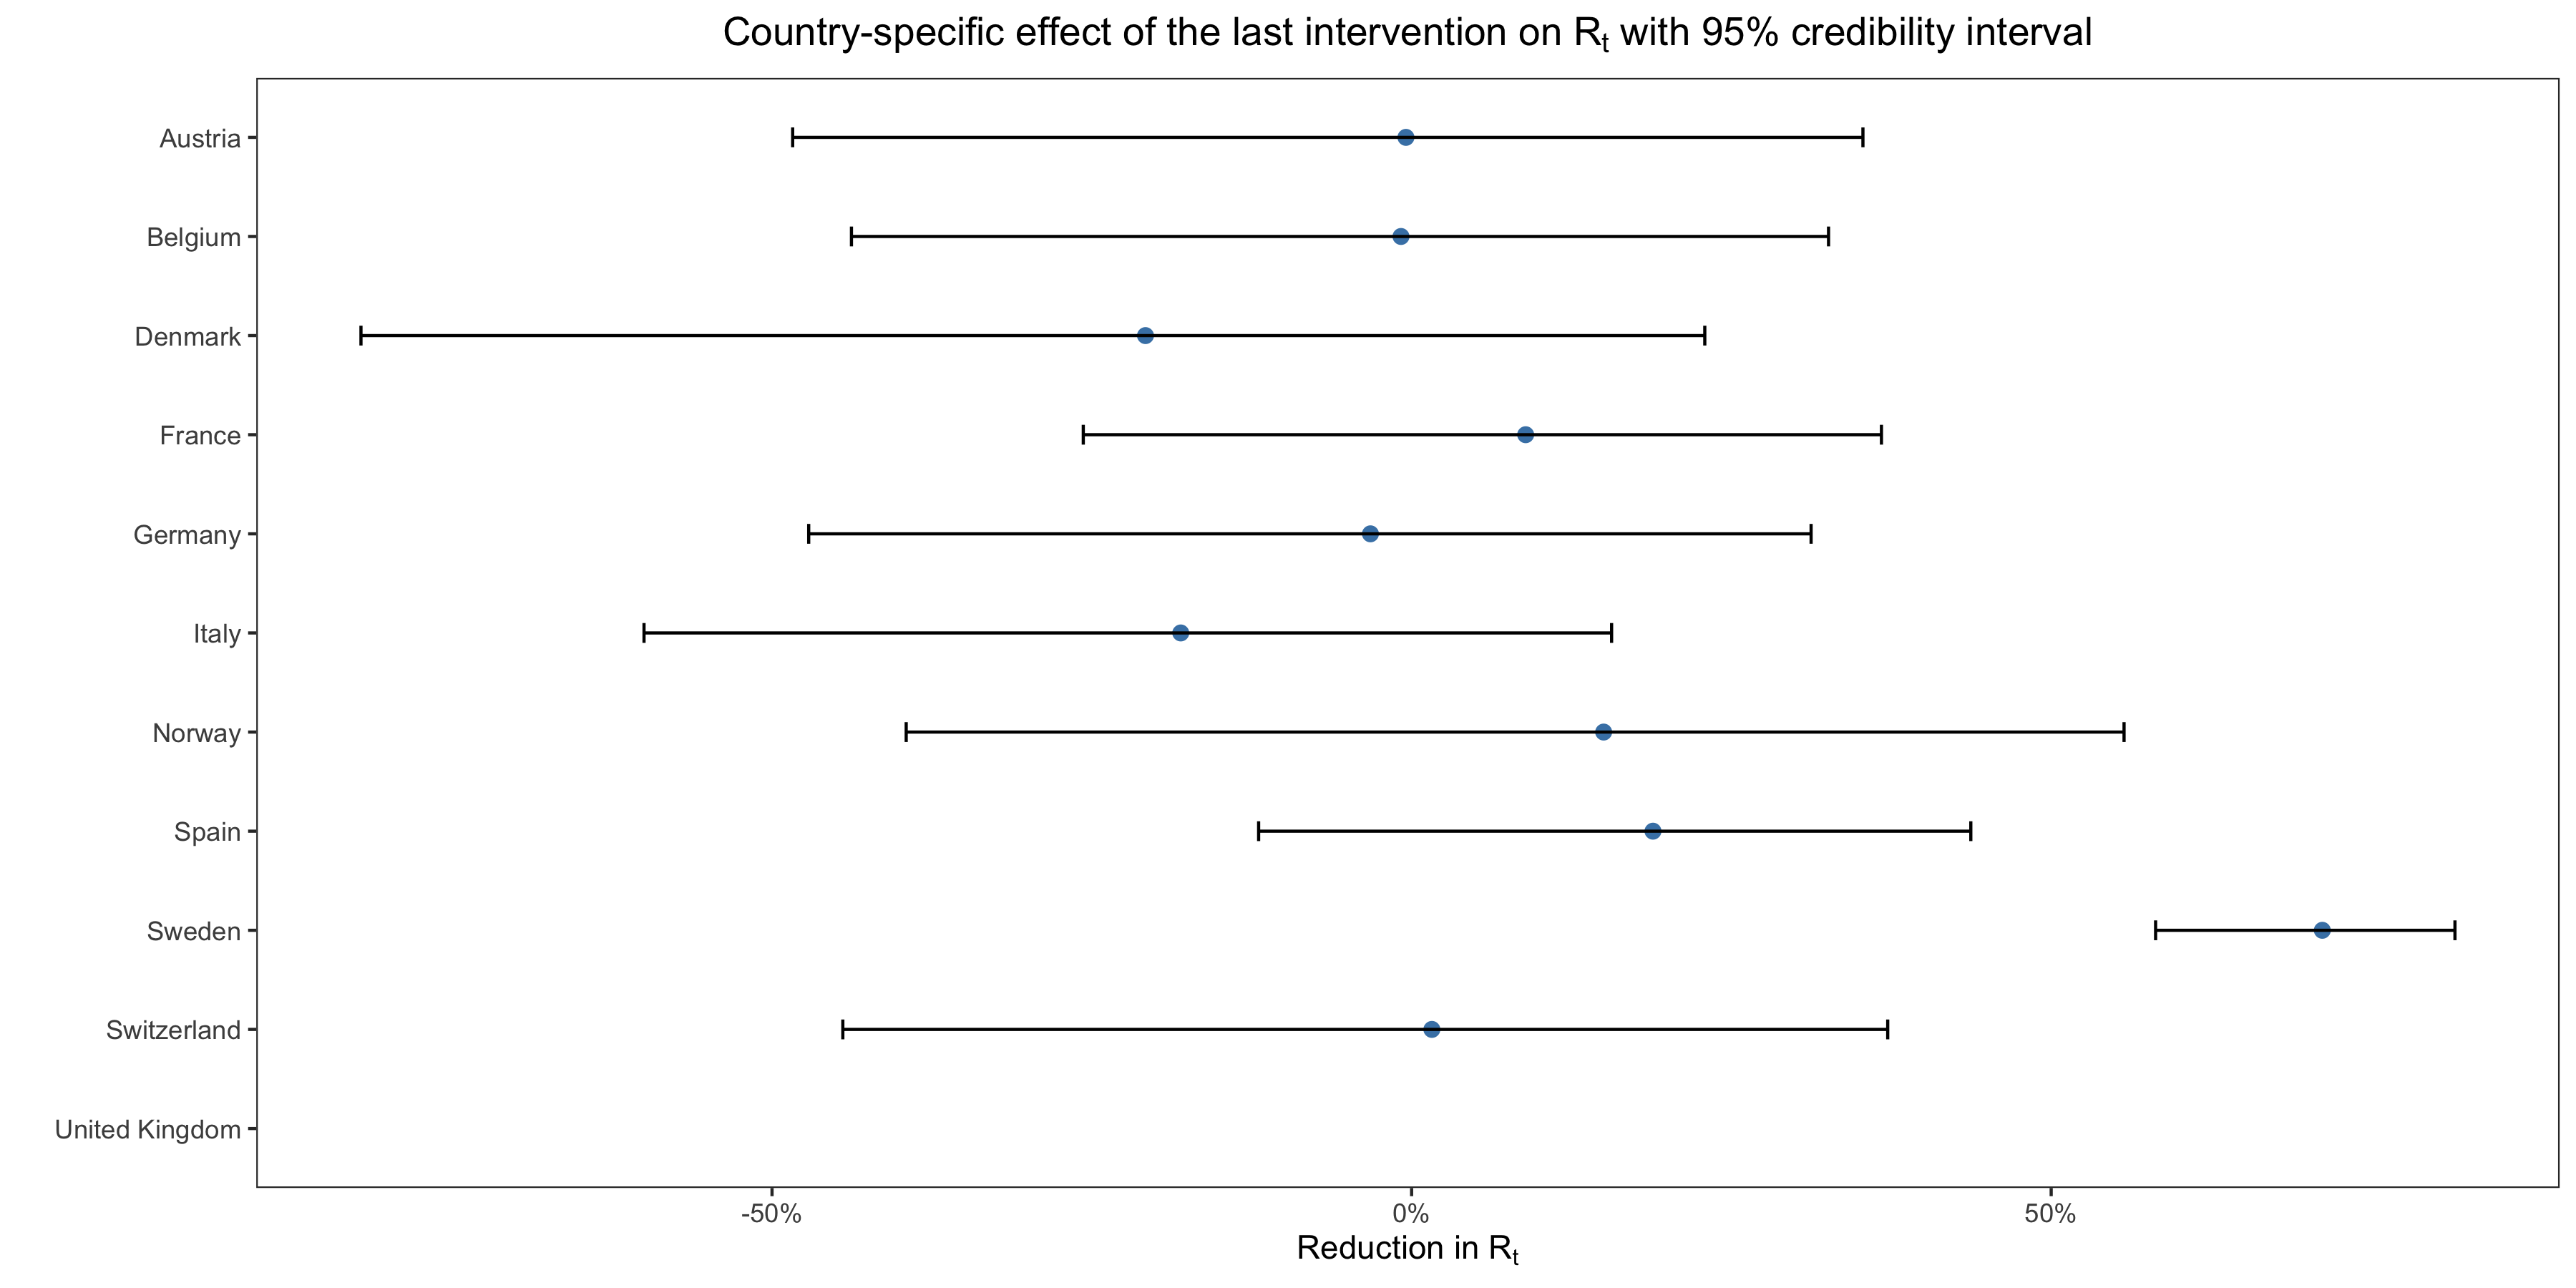 Country-specific effect of the last intervention on Rt with 95% credibility interval
Austria
Belgium
Denmark
France
Germany
Italy
Norway
Spain
Sweden
Switzerland
United Kingdom
-50%
0%
50%
Reduction in Rt